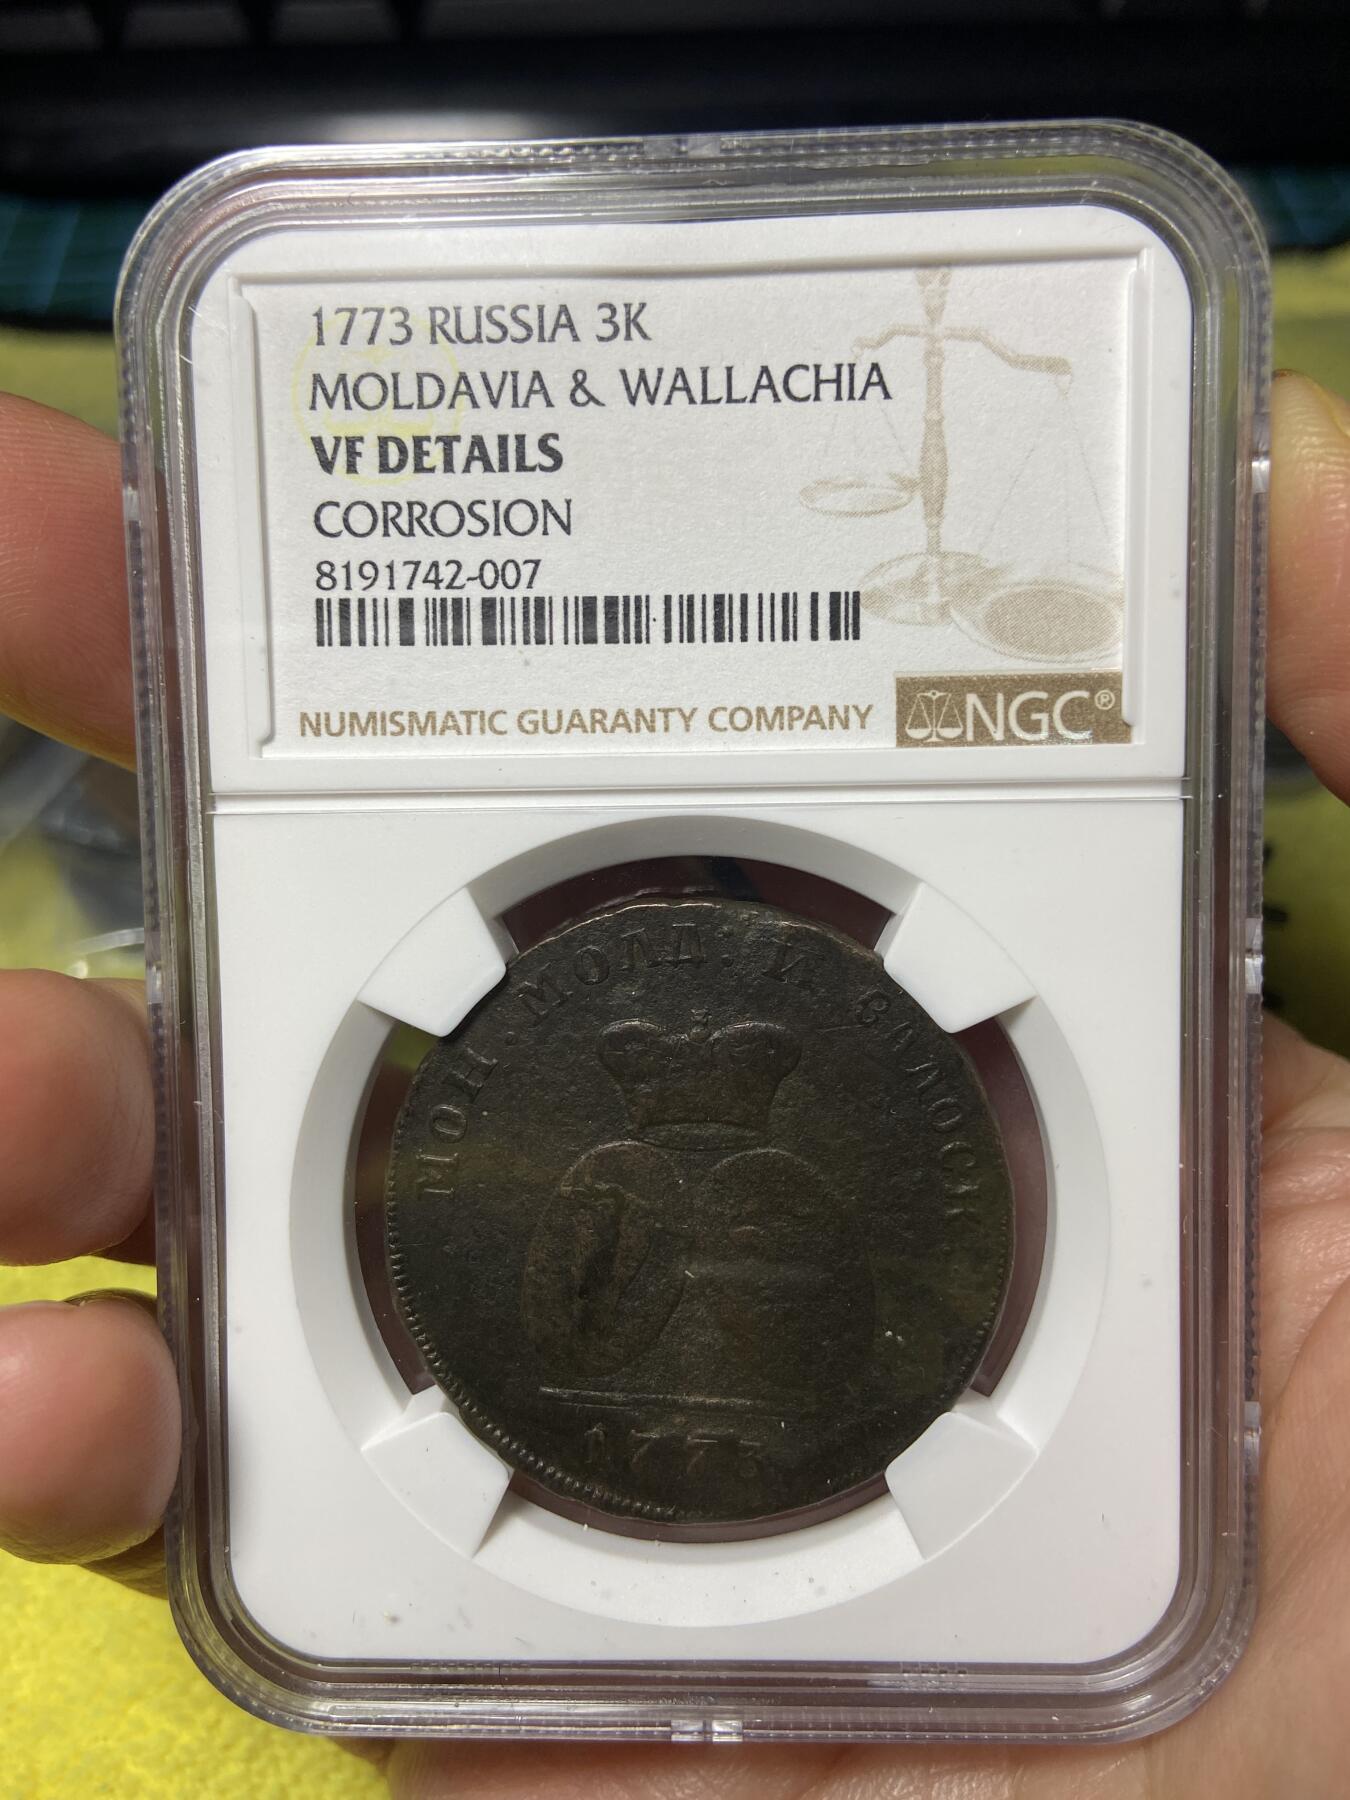 1773 RUSSIA 3K
MOLDAVIA & WALLACHIA
VF DETAILS
CORROSION
8191742-007
NUMISMATIC GUARANTY COMPANY
NGC®
МОН. МОЛД: И ВАЛОСК
1773